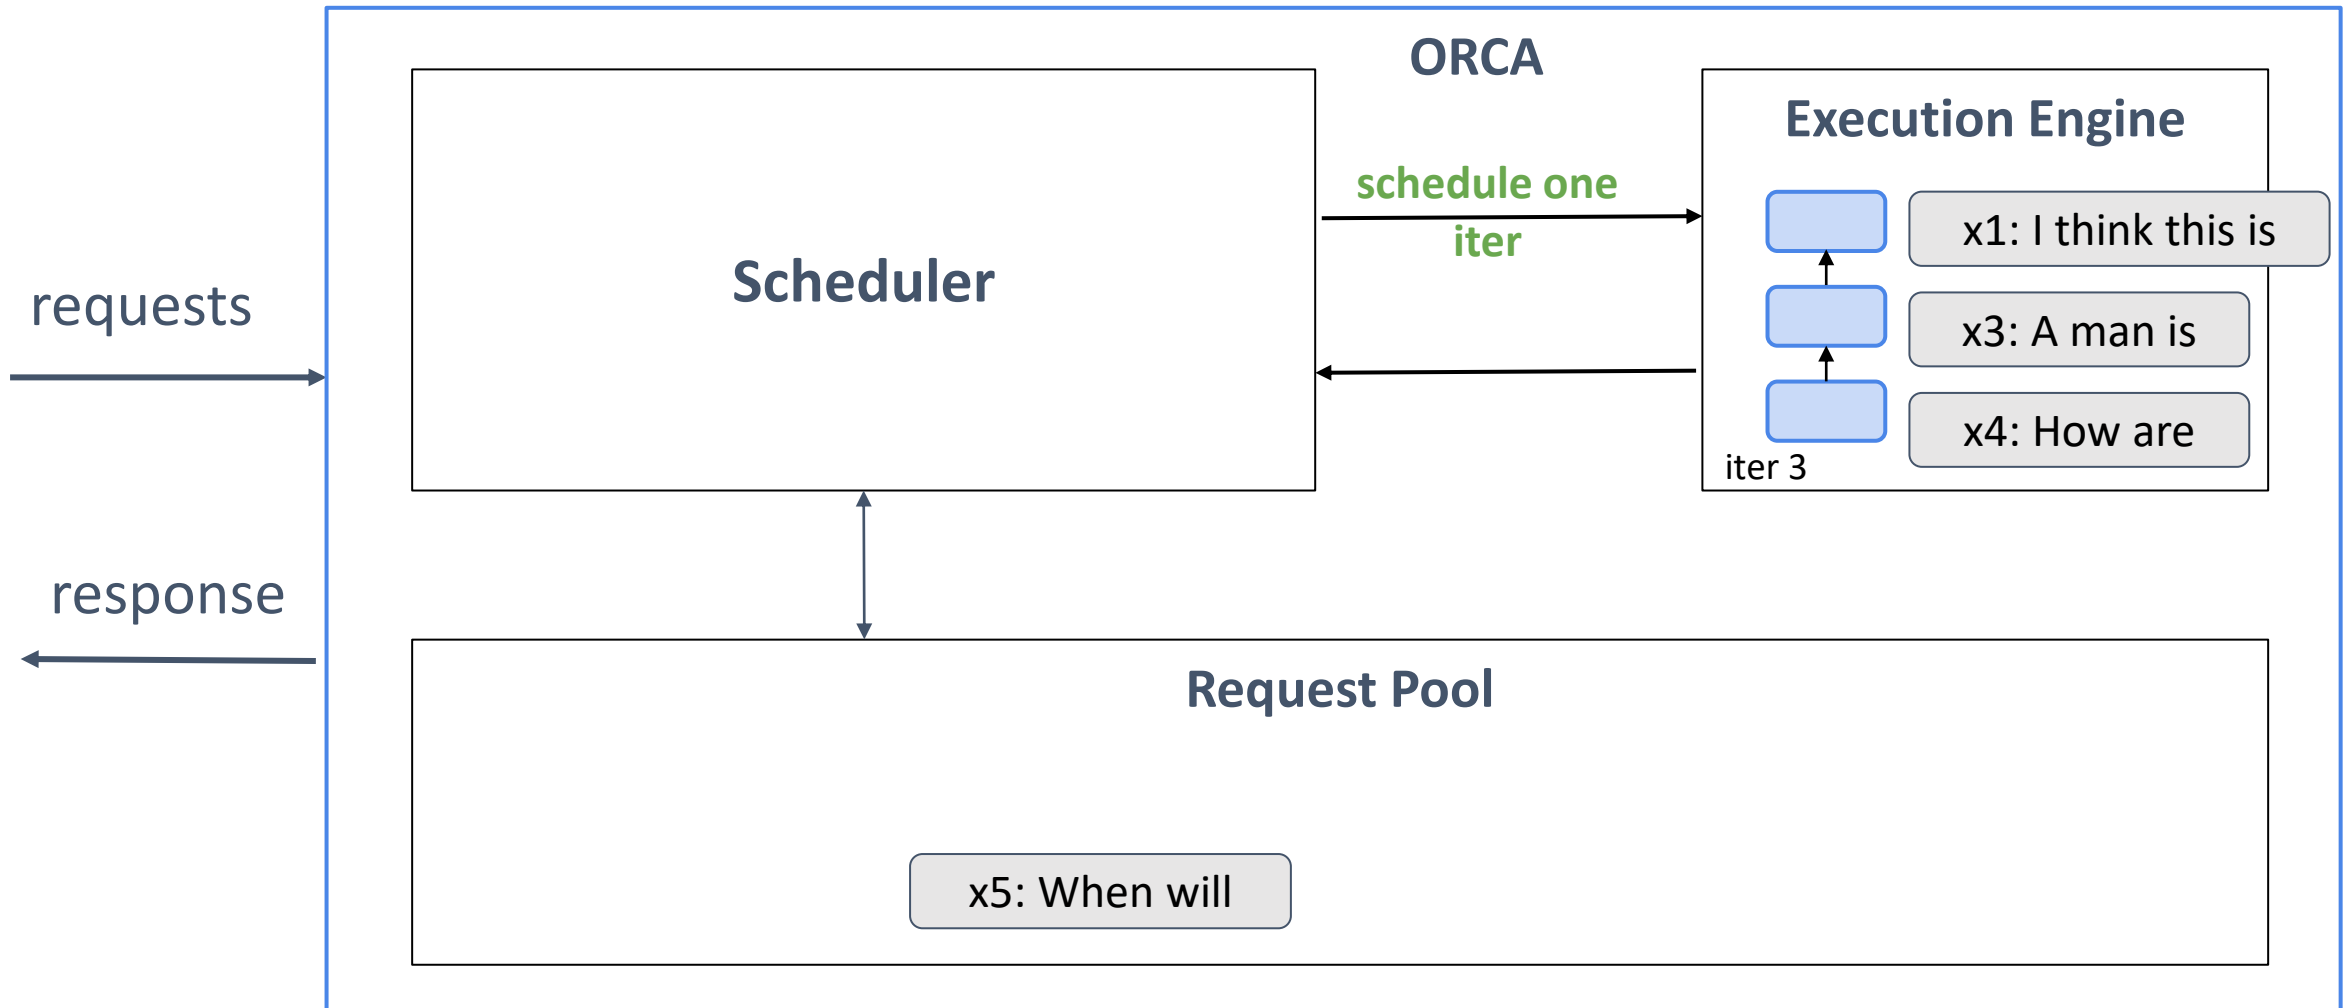 ORCA
Execution Engine
schedule one
iter
Scheduler
x1: I think this is
x3: A man is
x4: How are
iter 3
requests
response
Request Pool
x5: When will